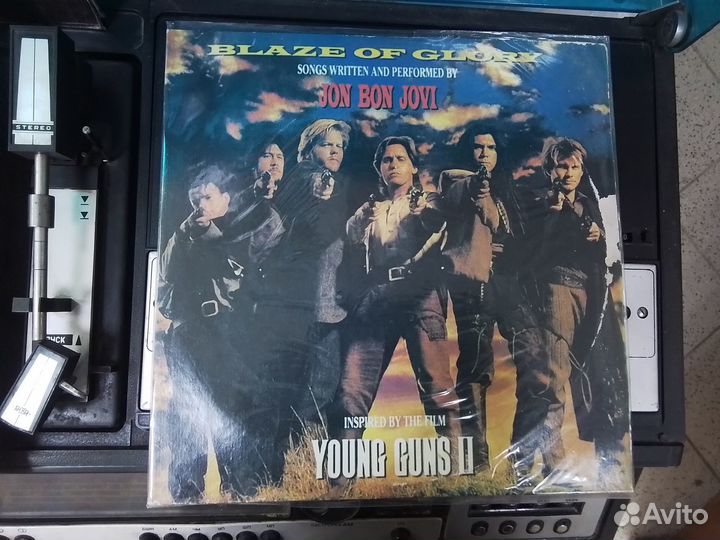 BLAZE OF GLORY
SONGS WRITTEN AND PERFORMED BY
JON BON JOVI
STEREO
INSPIRED BY THE FILM
YOUNG GUNS II
Avito